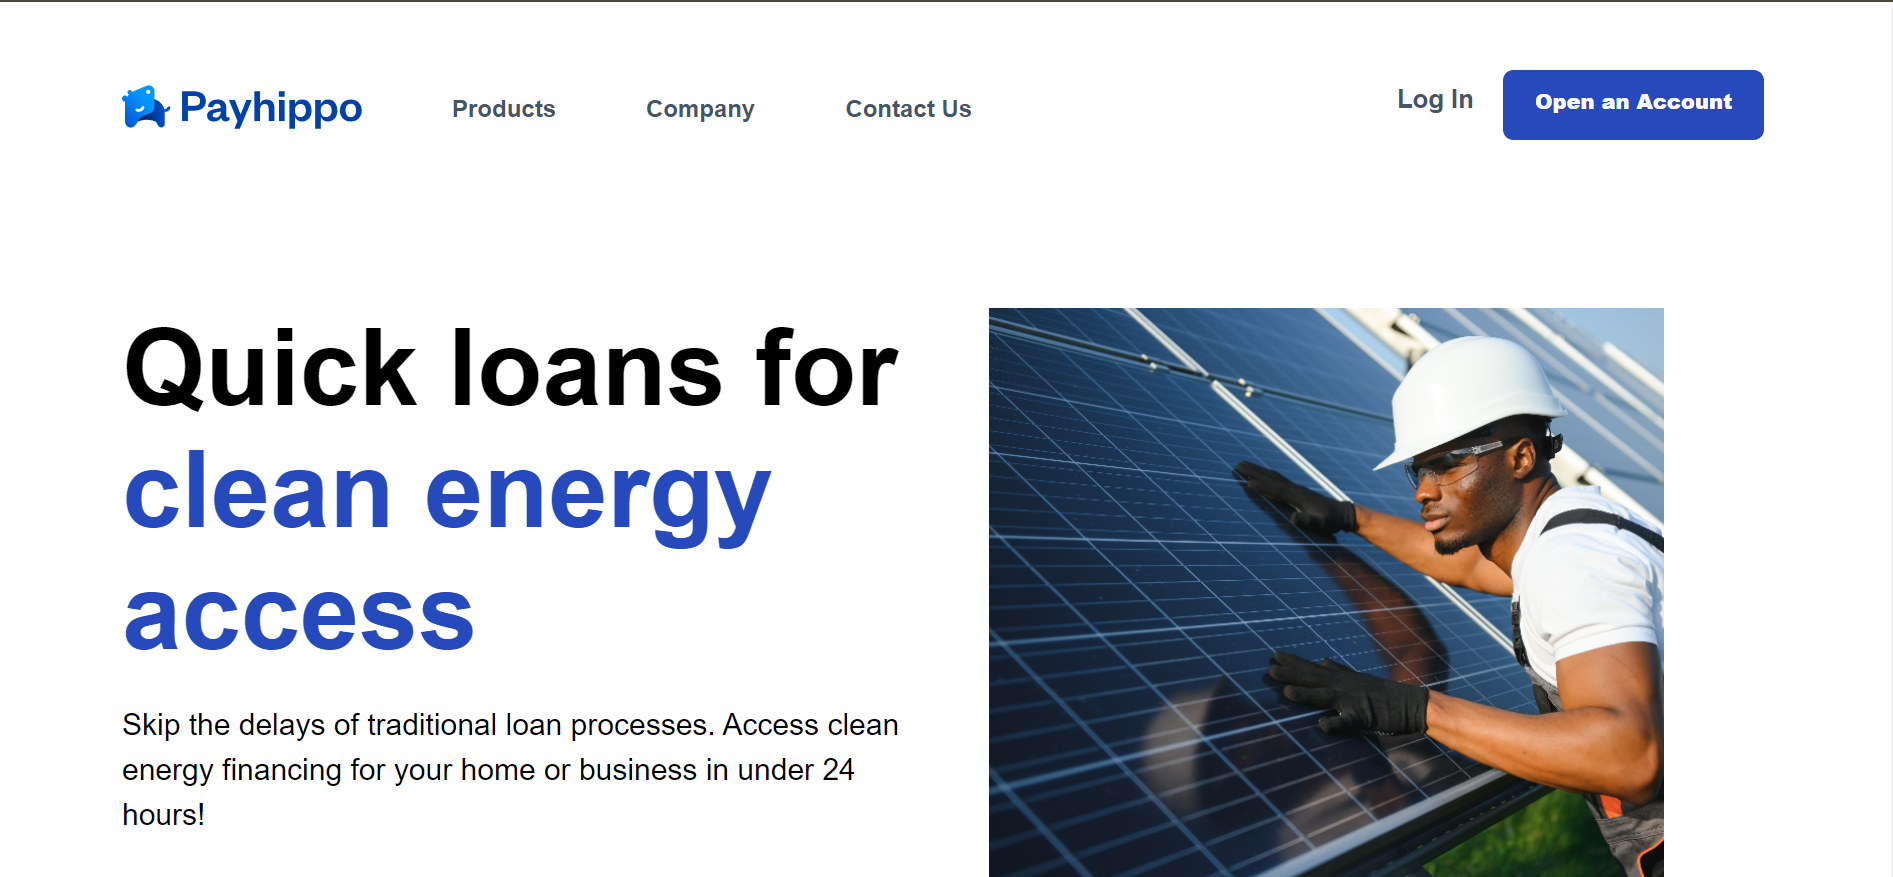 Payhippo
Products
Company
Contact Us
Log In
Open an Account
Quick loans for
clean energy
access
Skip the delays of traditional loan processes. Access clean
energy financing for your home or business in under 24
hours!